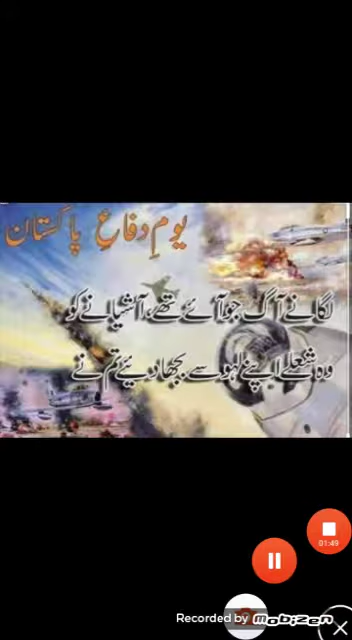 یومِ دفاعِ پاکستان
لگانے آگ جو آئے تھے، آشیانے کو
وہ شعلے اپنے لہو سے بجھا دیئے تم نے
01:49
Recorded by mobizen